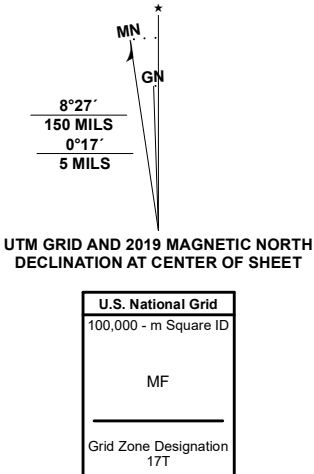 ★
MN
GN
8°27´
150 MILS
0°17´
5 MILS
UTM GRID AND 2019 MAGNETIC NORTH
DECLINATION AT CENTER OF SHEET
U.S. National Grid
100,000 - m Square ID
MF
Grid Zone Designation
17T